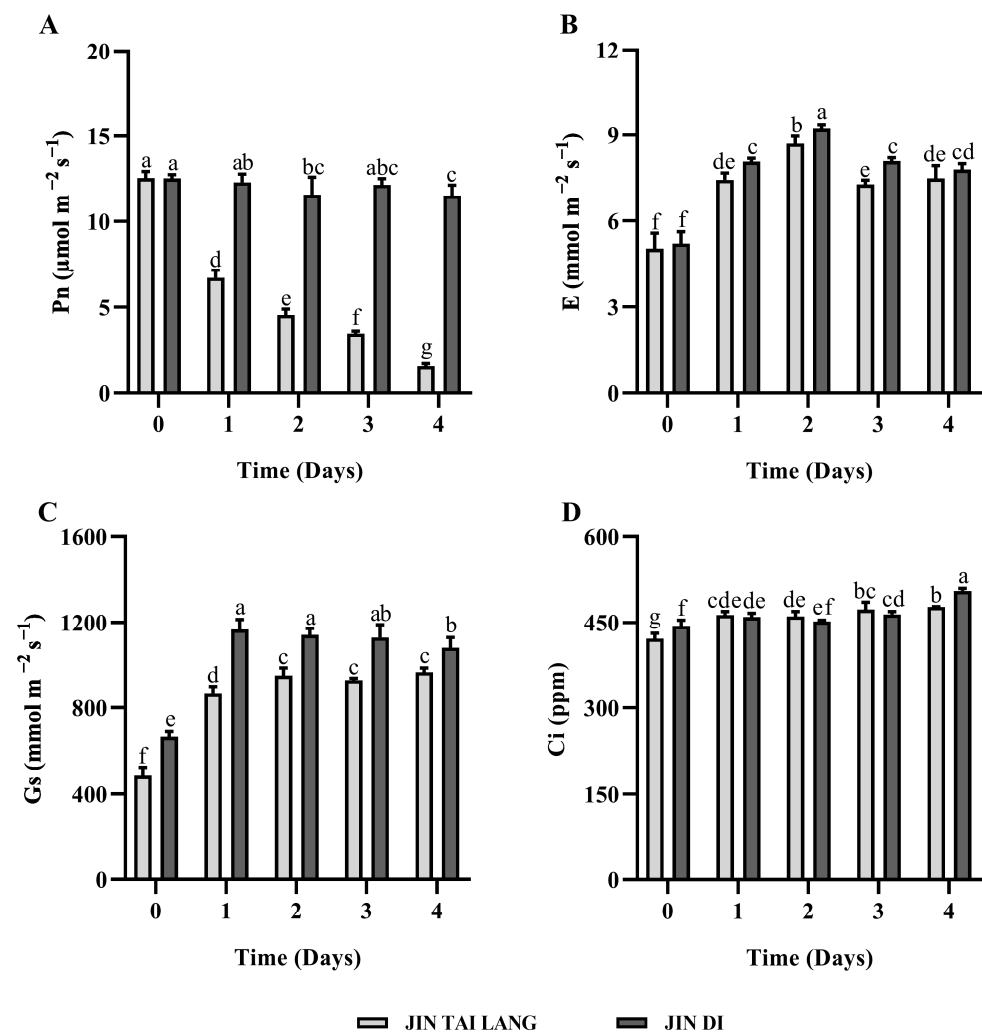 A
Pn (μmol m ⁻² s⁻¹)
20
15
10
5
0
a a ab bc abc c
d e f g
0 1 2 3 4
Time (Days)
B
E (mmol m ⁻² s⁻¹)
12
9
6
3
0
f f de c b a e c de cd
0 1 2 3 4
Time (Days)
C
Gs (mmol m ⁻² s⁻¹)
1600
1200
800
400
0
f e d a c a c ab c b
0 1 2 3 4
Time (Days)
D
Ci (ppm)
600
450
300
150
0
g f cde de de ef bc cd b a
0 1 2 3 4
Time (Days)
JIN TAI LANG JIN DI